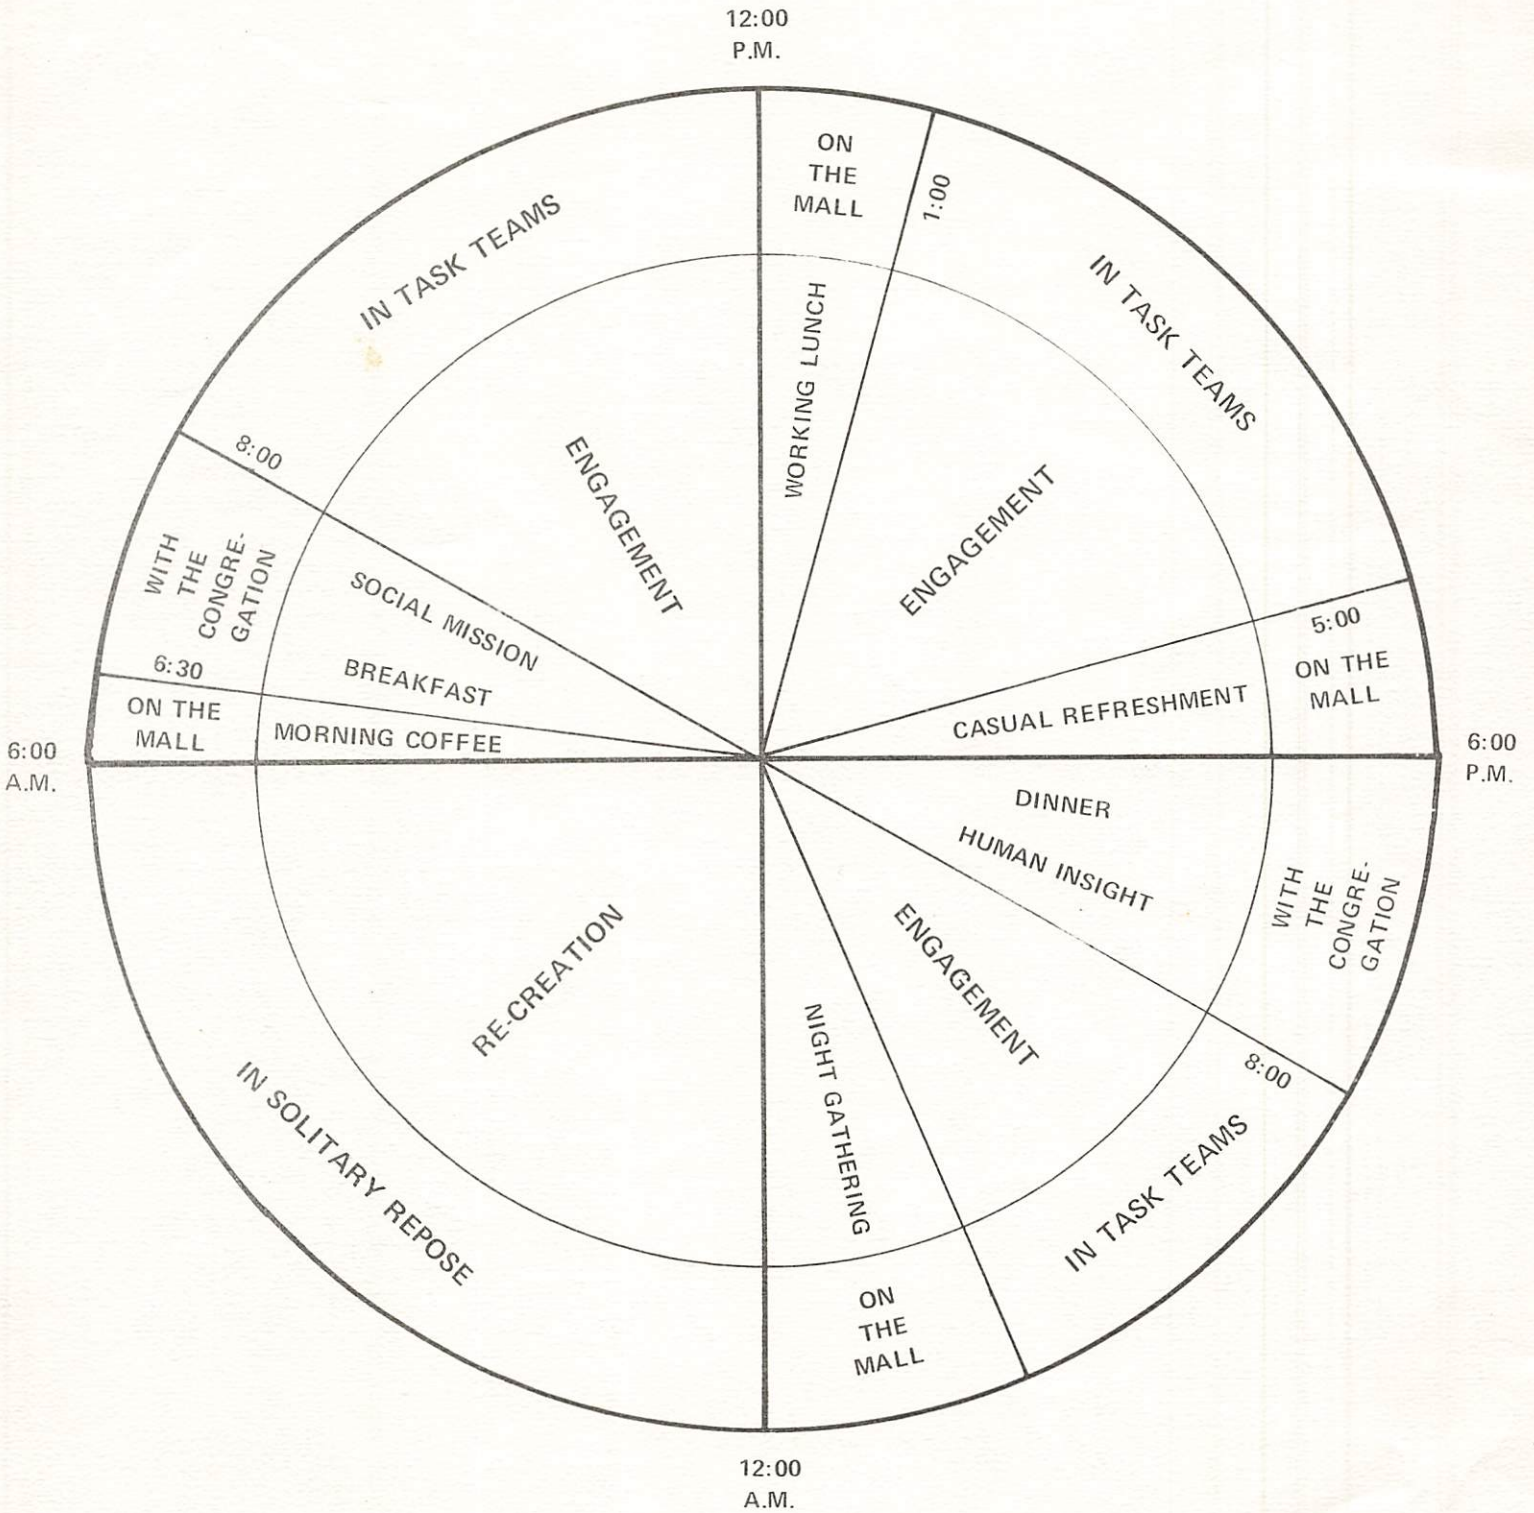 12:00
P.M.
ON
THE
MALL
1:00
WORKING LUNCH
IN TASK TEAMS
ENGAGEMENT
5:00
ON THE
MALL
CASUAL REFRESHMENT
6:00
P.M.
DINNER
HUMAN INSIGHT
WITH
THE
CONGRE-
GATION
8:00
ENGAGEMENT
IN TASK TEAMS
NIGHT GATHERING
ON
THE
MALL
12:00
A.M.
RE-CREATION
IN SOLITARY REPOSE
6:00
A.M.
ON THE
MALL
MORNING COFFEE
6:30
WITH
THE
CONGRE-
GATION
SOCIAL MISSION
BREAKFAST
8:00
IN TASK TEAMS
ENGAGEMENT